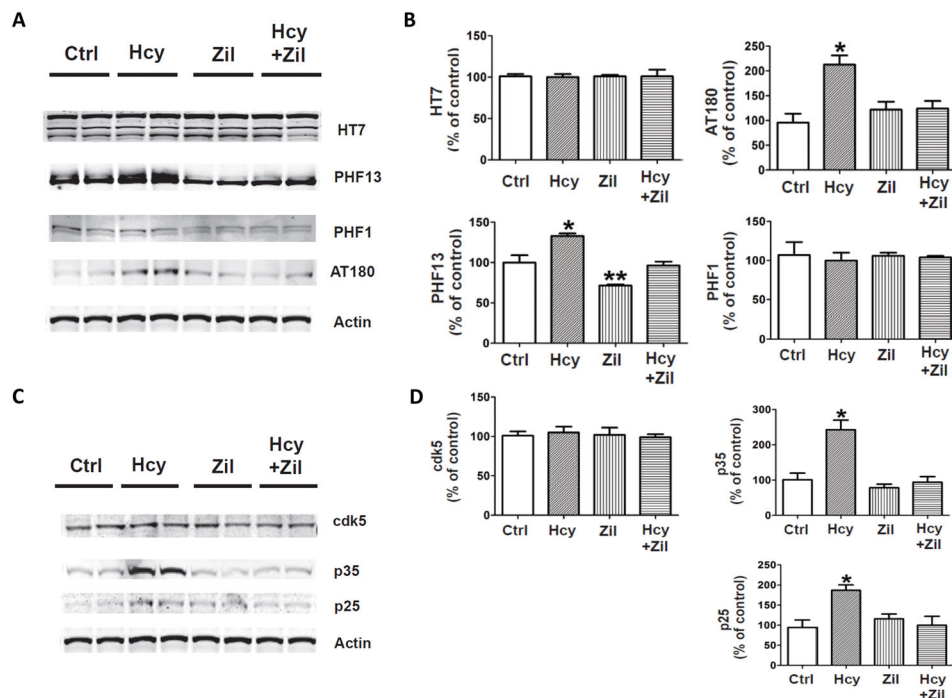 A
Ctrl Hcy Zil Hcy
+Zil
HT7
PHF13
PHF1
AT180
Actin
B
HT7
(% of control)
150
100
50
0
Ctrl Hcy Zil Hcy
+Zil
AT180
(% of control)
250
200
150
100
50
0
*
Ctrl Hcy Zil Hcy
+Zil
PHF13
(% of control)
150
100
50
0
*
**
Ctrl Hcy Zil Hcy
+Zil
PHF1
(% of control)
150
100
50
0
Ctrl Hcy Zil Hcy
+Zil
C
Ctrl Hcy Zil Hcy
+Zil
cdk5
p35
p25
Actin
D
cdk5
(% of control)
150
100
50
0
Ctrl Hcy Zil Hcy
+Zil
p35
(% of control)
300
200
100
0
*
Ctrl Hcy Zil Hcy
+Zil
p25
(% of control)
250
200
150
100
50
0
*
Ctrl Hcy Zil Hcy
+Zil